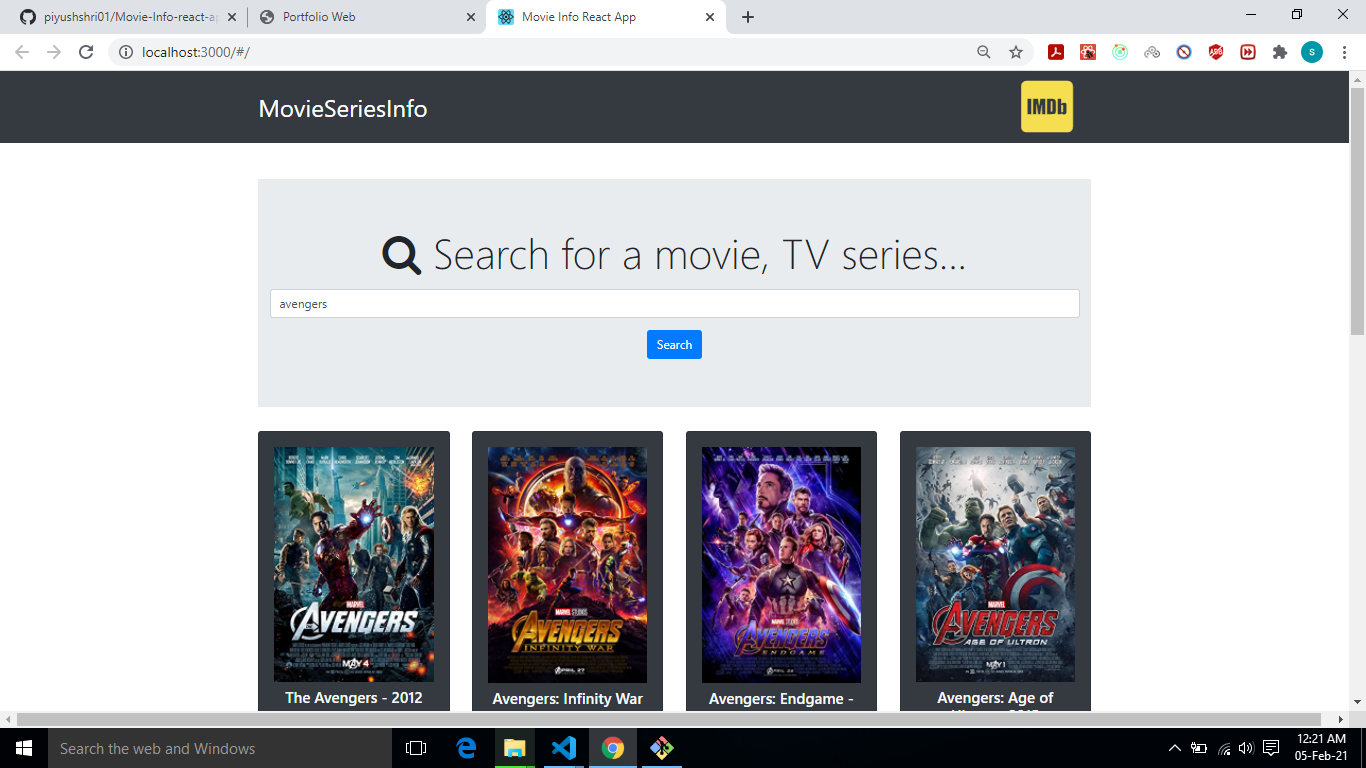 piyushshri01/Movie-Info-react-ap
Portfolio Web
Movie Info React App
localhost:3000/#/
S
MovieSeriesInfo
IMDb
Search for a movie, TV series...
avengers
Search
MARVEL
AVENGERS
MAY 4
MARVEL STUDIOS
AVENGERS
INFINITY WAR
APRIL 27
MARVEL STUDIOS
AVENGERS
ENDGAME
MARVEL
AVENGERS
AGE OF ULTRON
MAY 1
The Avengers - 2012
Avengers: Infinity War
Avengers: Endgame -
Avengers: Age of
Search the web and Windows
12:21 AM
05-Feb-21